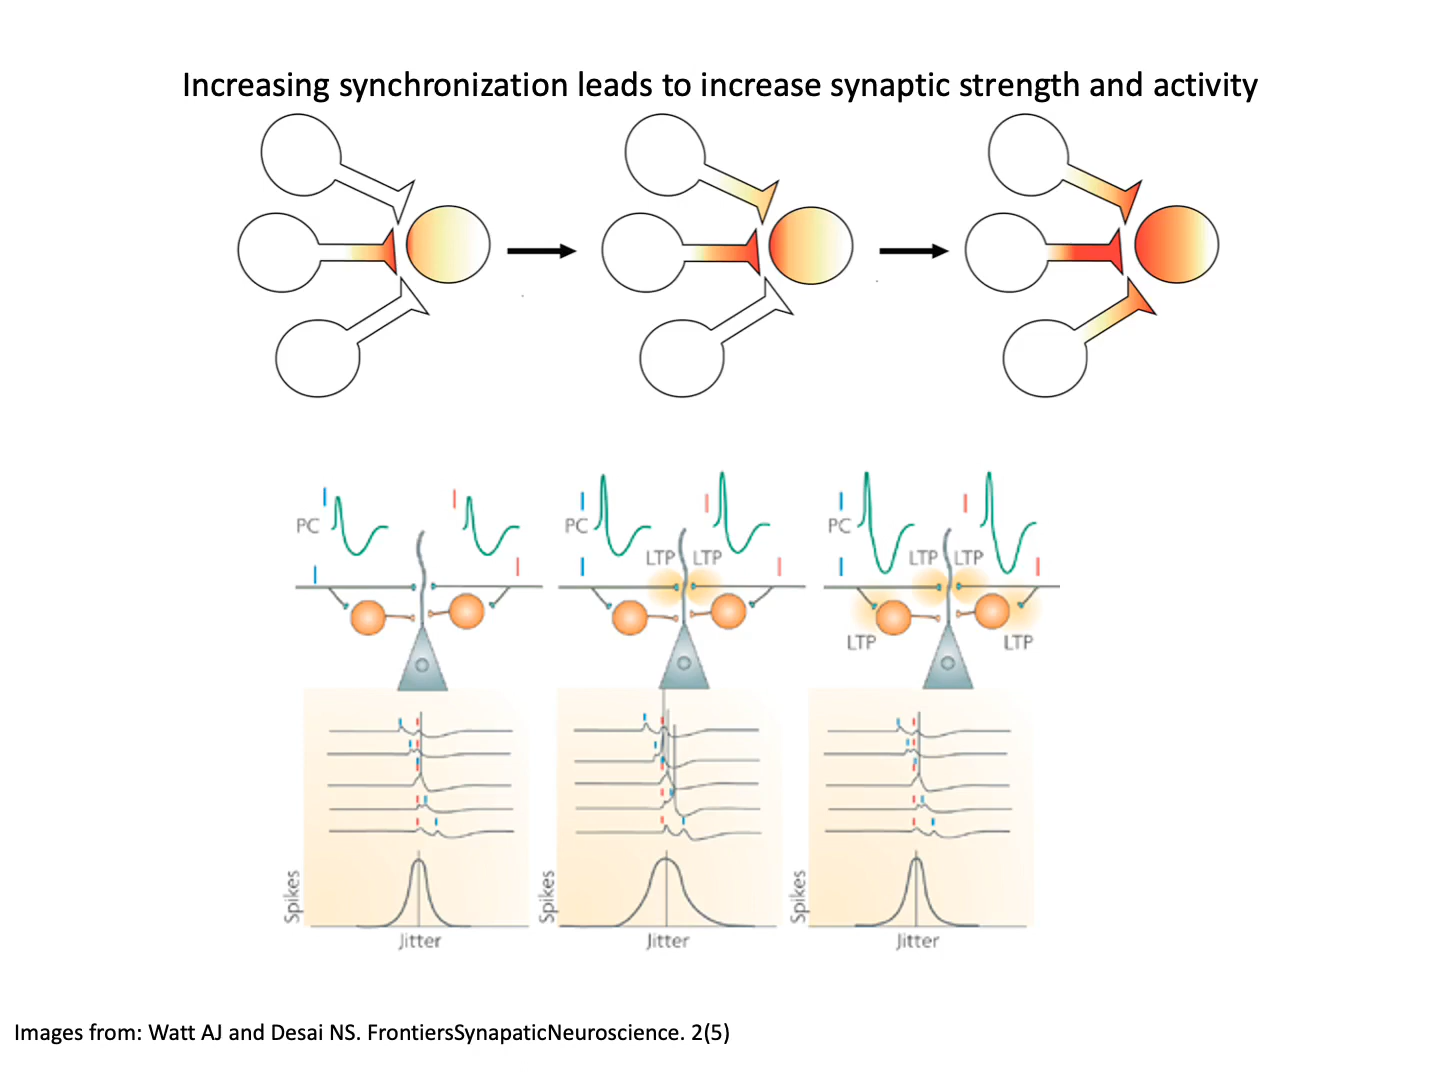 Increasing synchronization leads to increase synaptic strength and activity
PC
PC
PC
LTP
LTP
LTP
LTP
LTP
LTP
Spikes
Spikes
Spikes
Jitter
Jitter
Jitter
Images from: Watt AJ and Desai NS. FrontiersSynapaticNeuroscience. 2(5)